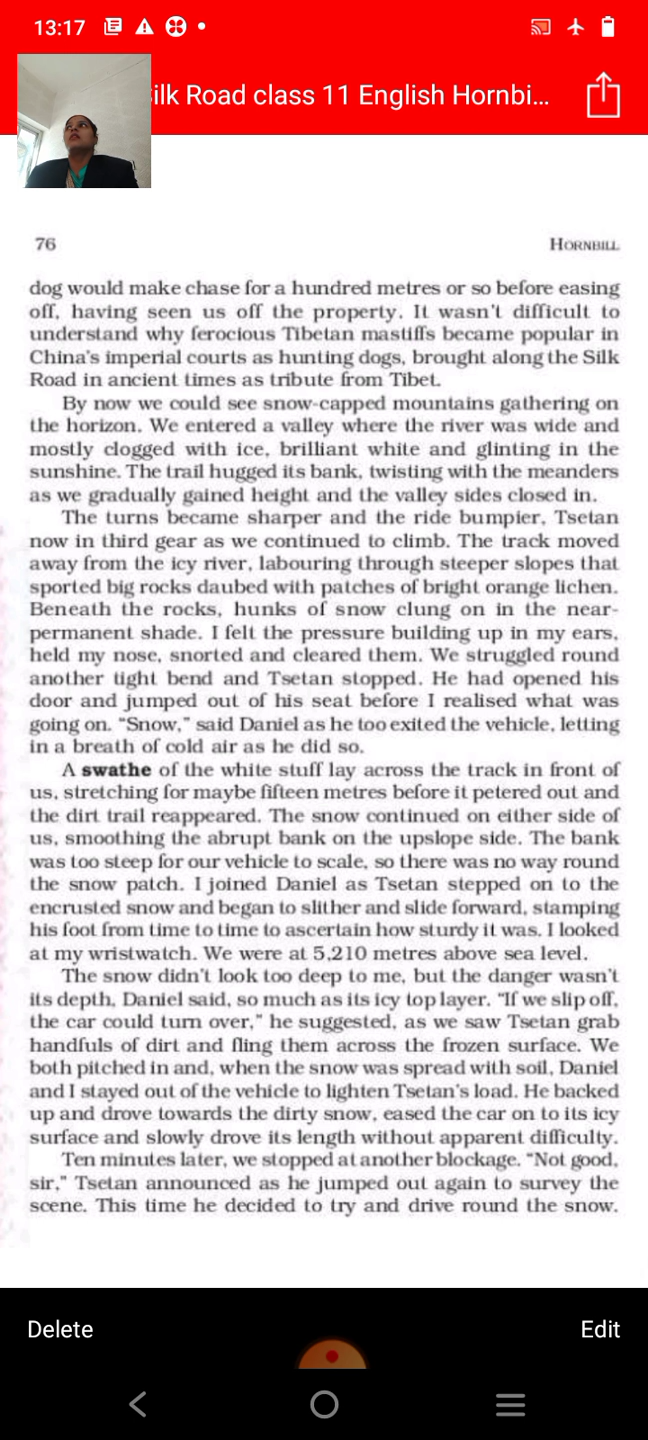 13:17
ilk Road class 11 English Hornbi...
76 HORNBILL
dog would make chase for a hundred metres or so before easing
off, having seen us off the property. It wasn't difficult to
understand why ferocious Tibetan mastiffs became popular in
China's imperial courts as hunting dogs, brought along the Silk
Road in ancient times as tribute from Tibet.
By now we could see snow-capped mountains gathering on
the horizon. We entered a valley where the river was wide and
mostly clogged with ice, brilliant white and glinting in the
sunshine. The trail hugged its bank, twisting with the meanders
as we gradually gained height and the valley sides closed in.
The turns became sharper and the ride bumpier, Tsetan
now in third gear as we continued to climb. The track moved
away from the icy river, labouring through steeper slopes that
sported big rocks daubed with patches of bright orange lichen.
Beneath the rocks, hunks of snow clung on in the near-
permanent shade. I felt the pressure building up in my ears,
held my nose, snorted and cleared them. We struggled round
another tight bend and Tsetan stopped. He had opened his
door and jumped out of his seat before I realised what was
going on. “Snow,” said Daniel as he too exited the vehicle, letting
in a breath of cold air as he did so.
A swathe of the white stuff lay across the track in front of
us, stretching for maybe fifteen metres before it petered out and
the dirt trail reappeared. The snow continued on either side of
us, smoothing the abrupt bank on the upslope side. The bank
was too steep for our vehicle to scale, so there was no way round
the snow patch. I joined Daniel as Tsetan stepped on to the
encrusted snow and began to slither and slide forward, stamping
his foot from time to time to ascertain how sturdy it was. I looked
at my wristwatch. We were at 5,210 metres above sea level.
The snow didn't look too deep to me, but the danger wasn't
its depth, Daniel said, so much as its icy top layer. “If we slip off,
the car could turn over,” he suggested, as we saw Tsetan grab
handfuls of dirt and fling them across the frozen surface. We
both pitched in and, when the snow was spread with soil, Daniel
and I stayed out of the vehicle to lighten Tsetan's load. He backed
up and drove towards the dirty snow, eased the car on to its icy
surface and slowly drove its length without apparent difficulty.
Ten minutes later, we stopped at another blockage. “Not good,
sir,” Tsetan announced as he jumped out again to survey the
scene. This time he decided to try and drive round the snow.
Delete Edit